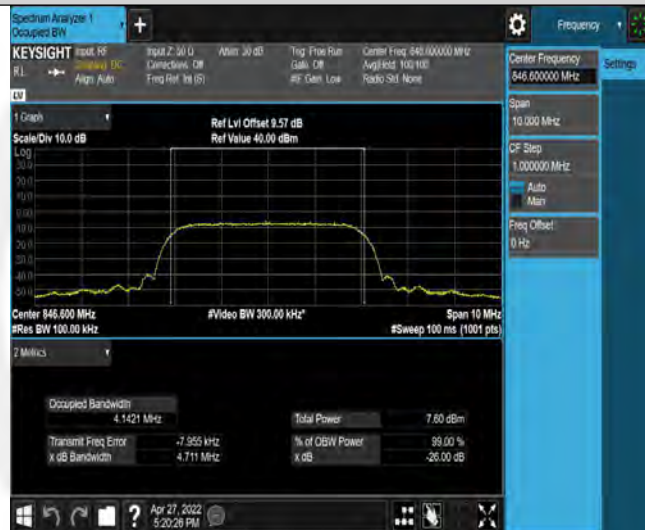 Spectrum Analyzer 1
Occupied BW
Frequency
KEYSIGHT Input: RF
Coupling: DC
Align: Auto
Input Z: 50 Ω
Corrections: Off
Freq Ref: Int (S)
Atten: 30 dB
Trig: Free Run
Gate: Off
#IF Gain: Low
Center Freq: 846.600000 MHz
Avg|Hold: 100/100
Radio Std: None
LV
Center Frequency
846.600000 MHz
Settings
Span
10.000 MHz
CF Step
1.000000 MHz
Auto
Man
Freq Offset
0 Hz
1 Graph
Scale/Div 10.0 dB
Ref Lvl Offset 9.57 dB
Ref Value 40.00 dBm
Log
Center 846.600 MHz
#Video BW 300.00 kHz*
Span 10 MHz
#Res BW 100.00 kHz
#Sweep 100 ms (1001 pts)
2 Metrics
Occupied Bandwidth
4.1421 MHz
Total Power 7.60 dBm
Transmit Freq Error -7.955 kHz
% of OBW Power 99.00 %
x dB Bandwidth 4.711 MHz
x dB -26.00 dB
?
Apr 27, 2022
5:20:26 PM